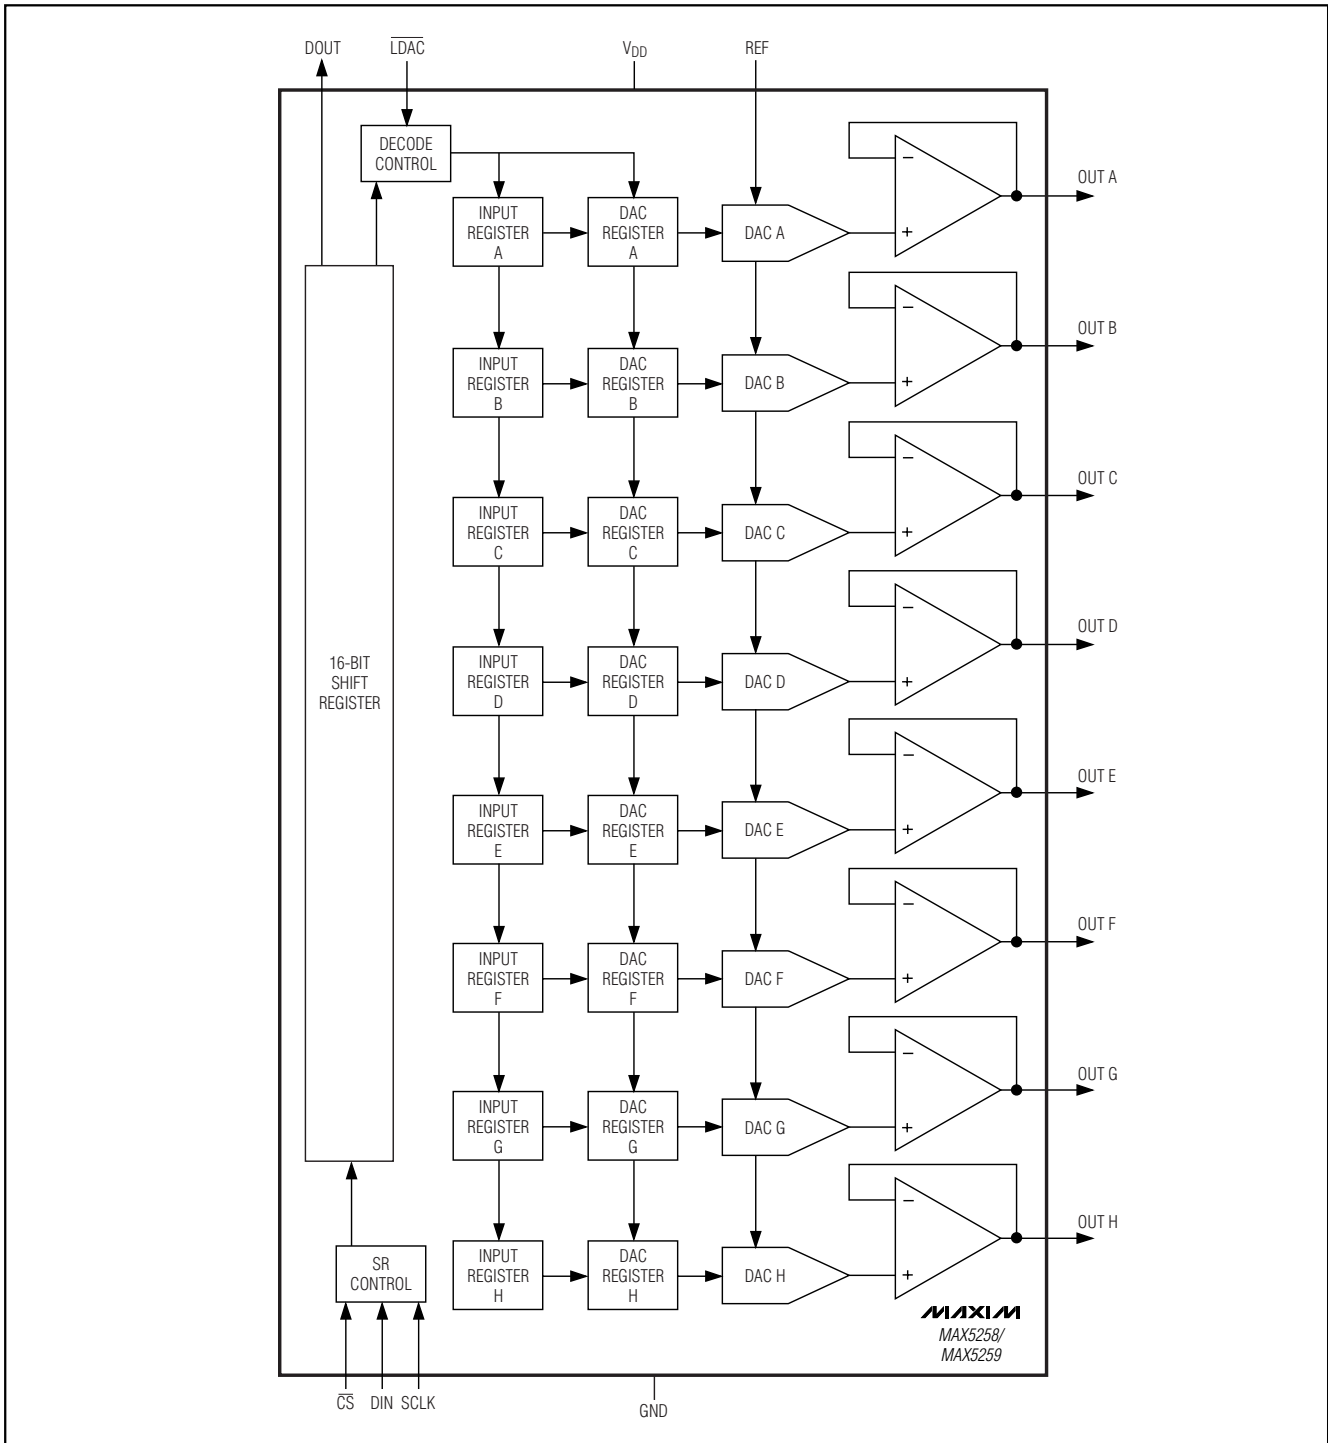 DOUT
LDAC
VDD
REF
DECODE
CONTROL
INPUT
REGISTER
A
DAC
REGISTER
A
DAC A
−
+
OUT A
INPUT
REGISTER
B
DAC
REGISTER
B
DAC B
−
+
OUT B
INPUT
REGISTER
C
DAC
REGISTER
C
DAC C
−
+
OUT C
INPUT
REGISTER
D
DAC
REGISTER
D
DAC D
−
+
OUT D
16-BIT
SHIFT
REGISTER
INPUT
REGISTER
E
DAC
REGISTER
E
DAC E
−
+
OUT E
INPUT
REGISTER
F
DAC
REGISTER
F
DAC F
−
+
OUT F
INPUT
REGISTER
G
DAC
REGISTER
G
DAC G
−
+
OUT G
INPUT
REGISTER
H
DAC
REGISTER
H
DAC H
−
+
OUT H
SR
CONTROL
MAXIM
MAX5258/
MAX5259
CS
DIN
SCLK
GND